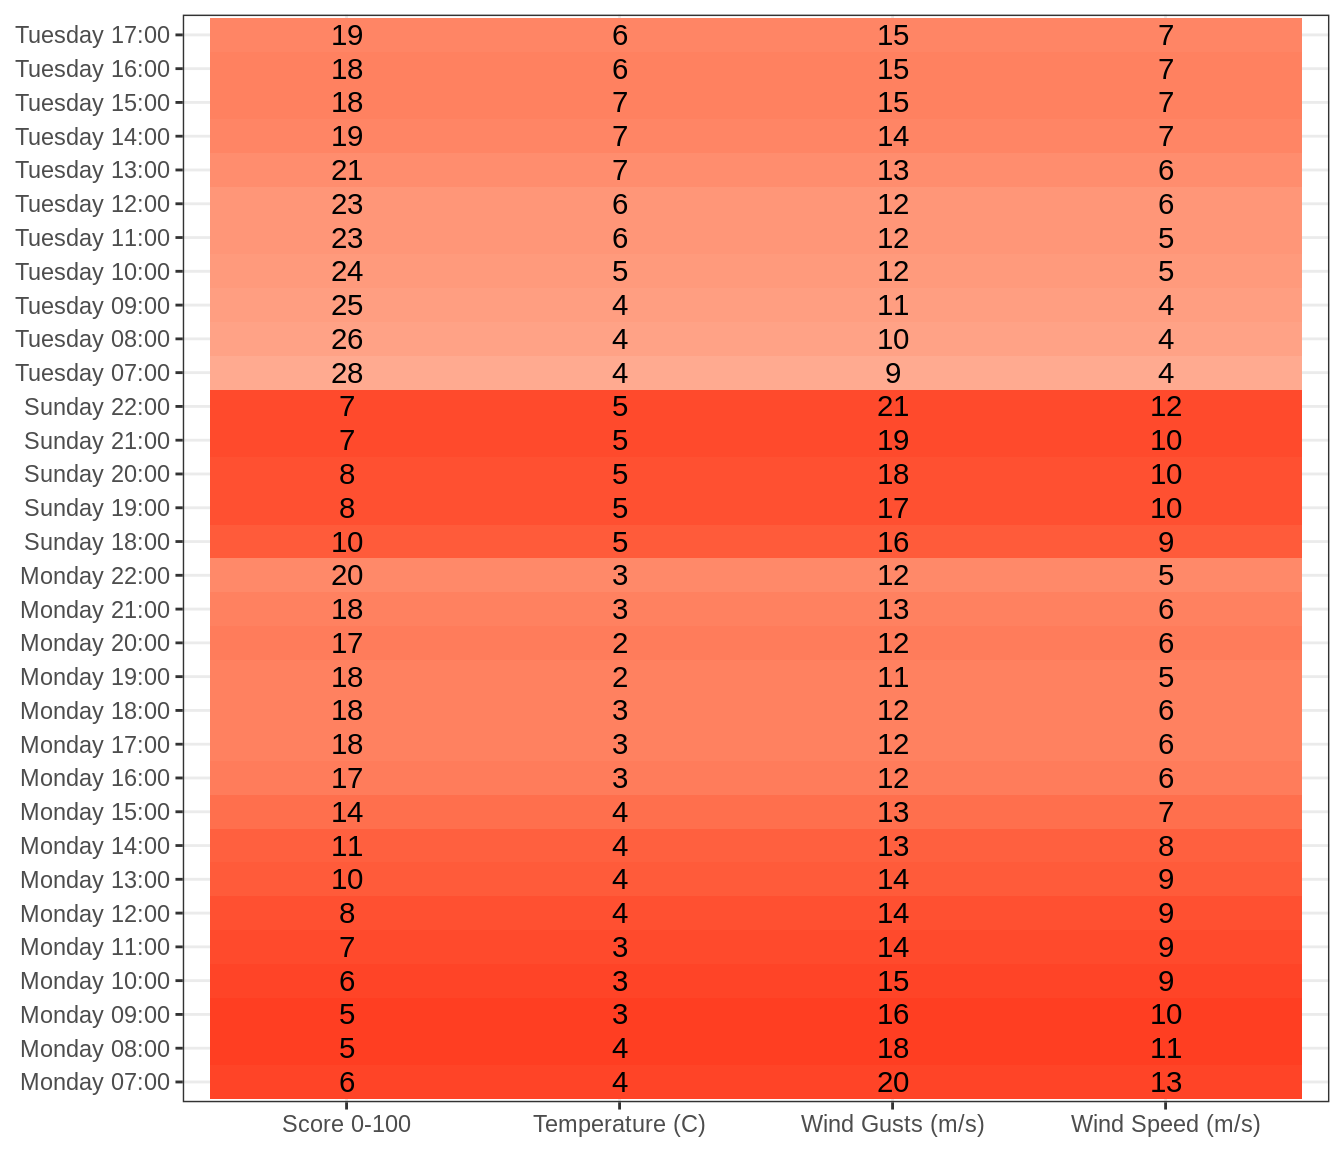 Tuesday 17:00 19 6 15 7
Tuesday 16:00 18 6 15 7
Tuesday 15:00 18 7 15 7
Tuesday 14:00 19 7 14 7
Tuesday 13:00 21 7 13 6
Tuesday 12:00 23 6 12 6
Tuesday 11:00 23 6 12 5
Tuesday 10:00 24 5 12 5
Tuesday 09:00 25 4 11 4
Tuesday 08:00 26 4 10 4
Tuesday 07:00 28 4 9 4
Sunday 22:00 7 5 21 12
Sunday 21:00 7 5 19 10
Sunday 20:00 8 5 18 10
Sunday 19:00 8 5 17 10
Sunday 18:00 10 5 16 9
Monday 22:00 20 3 12 5
Monday 21:00 18 3 13 6
Monday 20:00 17 2 12 6
Monday 19:00 18 2 11 5
Monday 18:00 18 3 12 6
Monday 17:00 18 3 12 6
Monday 16:00 17 3 12 6
Monday 15:00 14 4 13 7
Monday 14:00 11 4 13 8
Monday 13:00 10 4 14 9
Monday 12:00 8 4 14 9
Monday 11:00 7 3 14 9
Monday 10:00 6 3 15 9
Monday 09:00 5 3 16 10
Monday 08:00 5 4 18 11
Monday 07:00 6 4 20 13
Score 0-100 Temperature (C) Wind Gusts (m/s) Wind Speed (m/s)